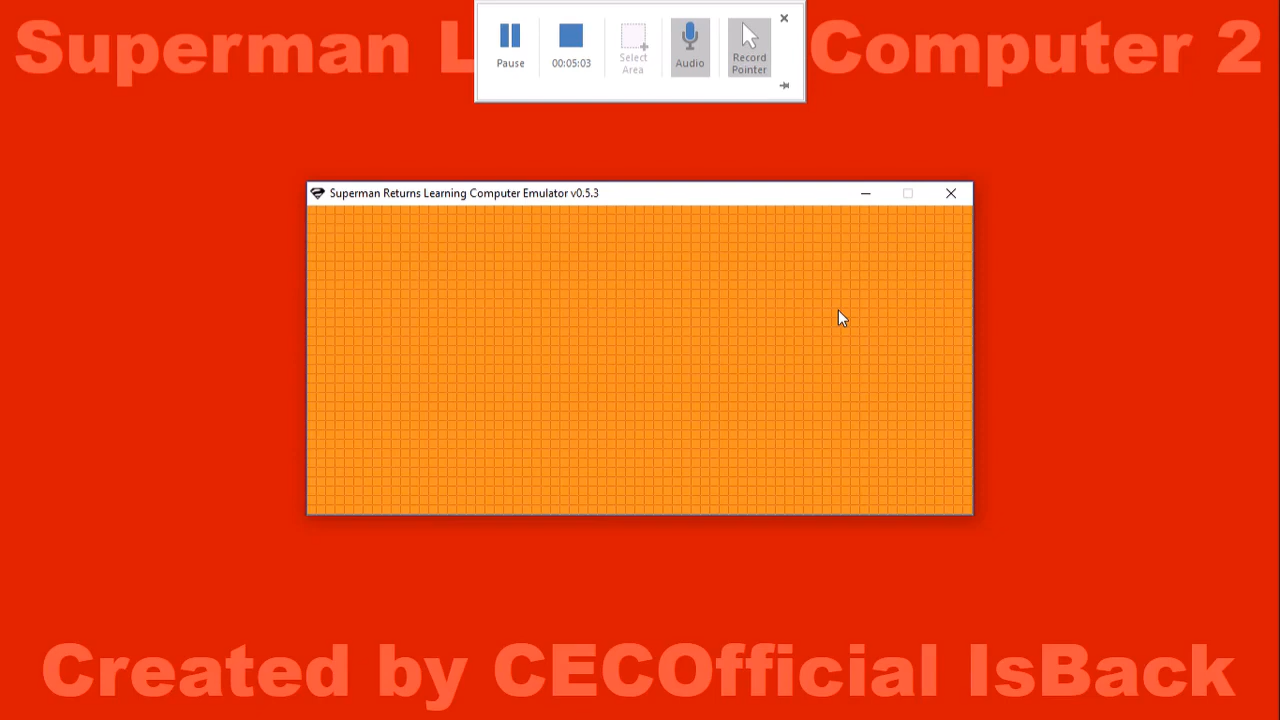 Superman L Computer 2
Pause
00:05:03
Select
Area
Audio
Record
Pointer
Superman Returns Learning Computer Emulator v0.5.3
Created by CECOfficial IsBack